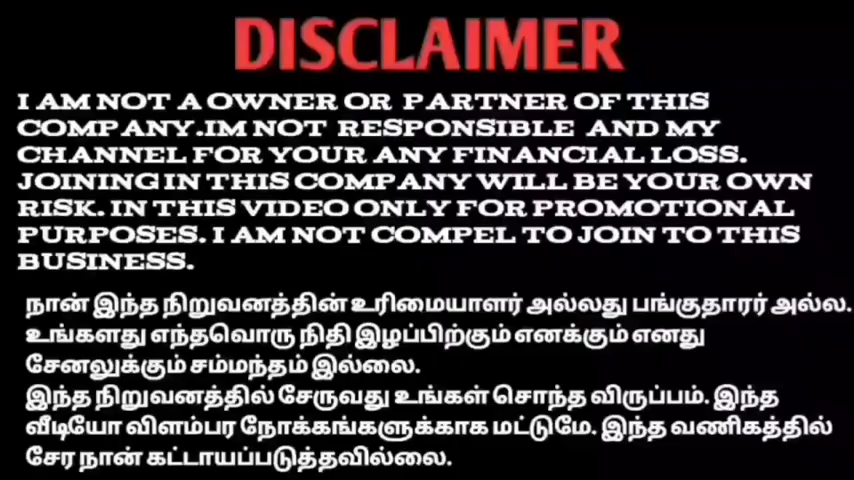 DISCLAIMER
I AM NOT A OWNER OR PARTNER OF THIS
COMPANY.IM NOT RESPONSIBLE AND MY
CHANNEL FOR YOUR ANY FINANCIAL LOSS.
JOINING IN THIS COMPANY WILL BE YOUR OWN
RISK. IN THIS VIDEO ONLY FOR PROMOTIONAL
PURPOSES. I AM NOT COMPEL TO JOIN TO THIS
BUSINESS.
நான் இந்த நிறுவனத்தின் உரிமையாளர் அல்லது பங்குதாரர் அல்ல.
உங்களது எந்தவொரு நிதி இழப்பிற்கும் எனக்கும் எனது
சேனலுக்கும் சம்மந்தம் இல்லை.
இந்த நிறுவனத்தில் சேருவது உங்கள் சொந்த விருப்பம். இந்த
வீடியோ விளம்பர நோக்கங்களுக்காக மட்டுமே. இந்த வணிகத்தில்
சேர நான் கட்டாயப்படுத்தவில்லை.